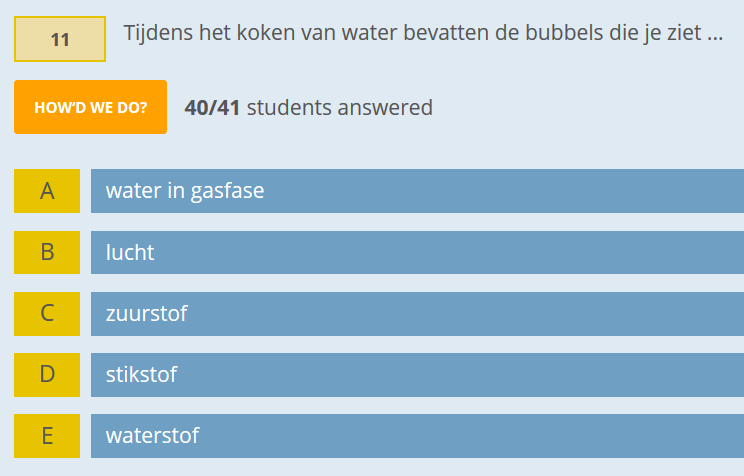 11 Tijdens het koken van water bevatten de bubbels die je ziet ...
HOW'D WE DO? 40/41 students answered
A water in gasfase
B lucht
C zuurstof
D stikstof
E waterstof